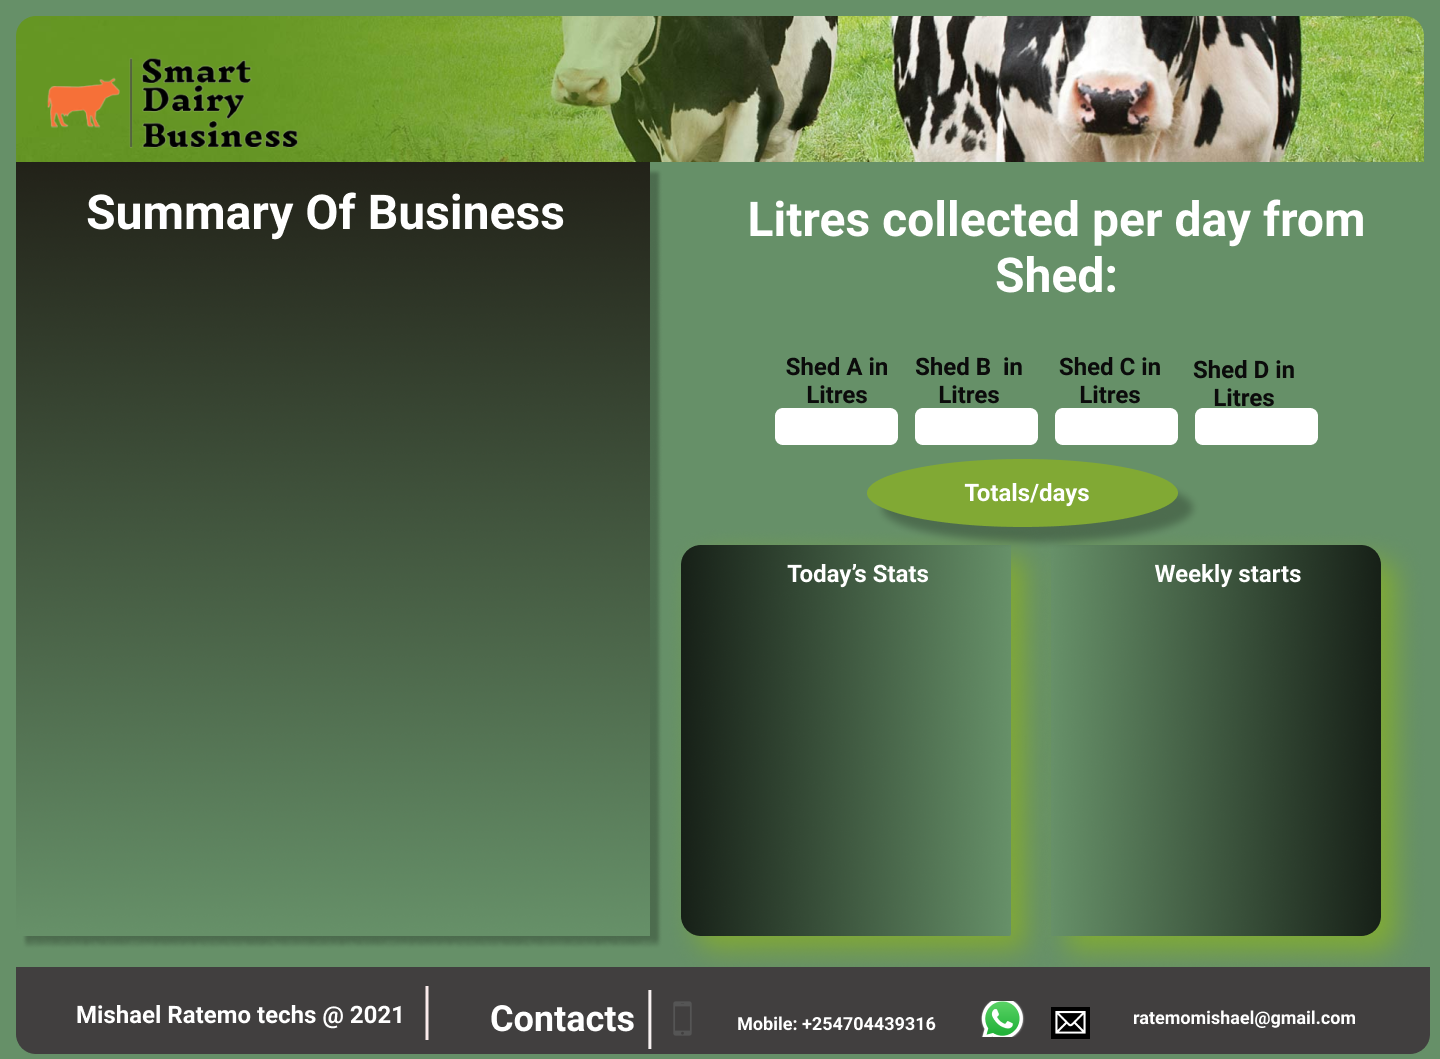 Smart
Dairy
Business
Summary Of Business
Litres collected per day from
Shed:
Shed A in
Litres
Shed B  in
Litres
Shed C in
Litres
Shed D in
Litres
Totals/days
Today’s Stats
Weekly starts
Mishael Ratemo techs @ 2021
Contacts
Mobile: +254704439316
ratemomishael@gmail.com